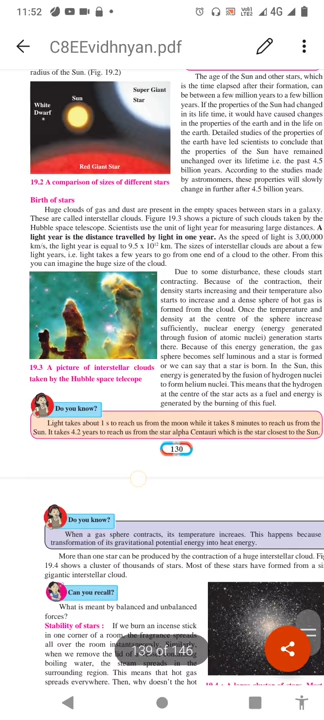 11:52
4G
C8EEvidhnyan.pdf
radius of the Sun. (Fig. 19.2)
White
Dwarf
Sun
Super Giant
Star
Red Giant Star
19.2 A comparison of sizes of different stars
The age of the Sun and other stars, which
is the time elapsed after their formation, can
be between a few million years to a few billion
years. If the properties of the Sun had changed
in its life time, it would have caused changes
in the properties of the earth and in the life on
the earth. Detailed studies of the properties of
the earth have led scientists to conclude that
the properties of the Sun have remained
unchanged over its lifetime i.e. the past 4.5
billion years. According to the studies made
by astronomers, these properties will slowly
change in further after 4.5 billion years.
Birth of stars
Huge clouds of gas and dust are present in the empty spaces between stars in a galaxy.
These are called interstellar clouds. Figure 19.3 shows a picture of such clouds taken by the
Hubble space telescope. Scientists use the unit of light year for measuring large distances. A
light year is the distance travelled by light in one year. As the speed of light is 3,00,000
km/s, the light year is equal to 9.5 x 10¹² km. The sizes of interstellar clouds are about a few
light years, i.e. light takes a few years to go from one end of a cloud to the other. From this
you can imagine the huge size of the cloud.
19.3 A picture of interstellar clouds
taken by the Hubble space telecope
Due to some disturbance, these clouds start
contracting. Because of the contraction, their
density starts increasing and their temperature also
starts to increase and a dense sphere of hot gas is
formed from the cloud. Once the temperature and
density at the centre of the sphere increase
sufficiently, nuclear energy (energy generated
through fusion of atomic nuclei) generation starts
there. Because of this energy generation, the gas
sphere becomes self luminous and a star is formed
or we can say that a star is born. In the Sun, this
energy is generated by the fusion of hydrogen nuclei
to form helium nuclei. This means that the hydrogen
at the centre of the star acts as a fuel and energy is
generated by the burning of this fuel.
Do you know?
Light takes about 1 s to reach us from the moon while it takes 8 minutes to reach us from the
Sun. It takes 4.2 years to reach us from the star alpha Centauri which is the star closest to the Sun.
130
Do you know?
When a gas sphere contracts, its temperature increases. This happens because
transformation of its gravitational potential energy into heat energy.
More than one star can be produced by the contraction of a huge interstellar cloud. Fig
19.4 shows a cluster of thousands of stars. Most of these stars have formed from a si
gigantic interstellar cloud.
Can you recall?
What is meant by balanced and unbalanced
forces?
Stability of stars : If we burn an incense stick
in one corner of a room, the fragrance spreads
all over the room
when we remove the
boiling water, the steam spreads in the
surrounding region. This means that hot gas
spreads everywhere. Then, why doesn't the hot
139 of 146